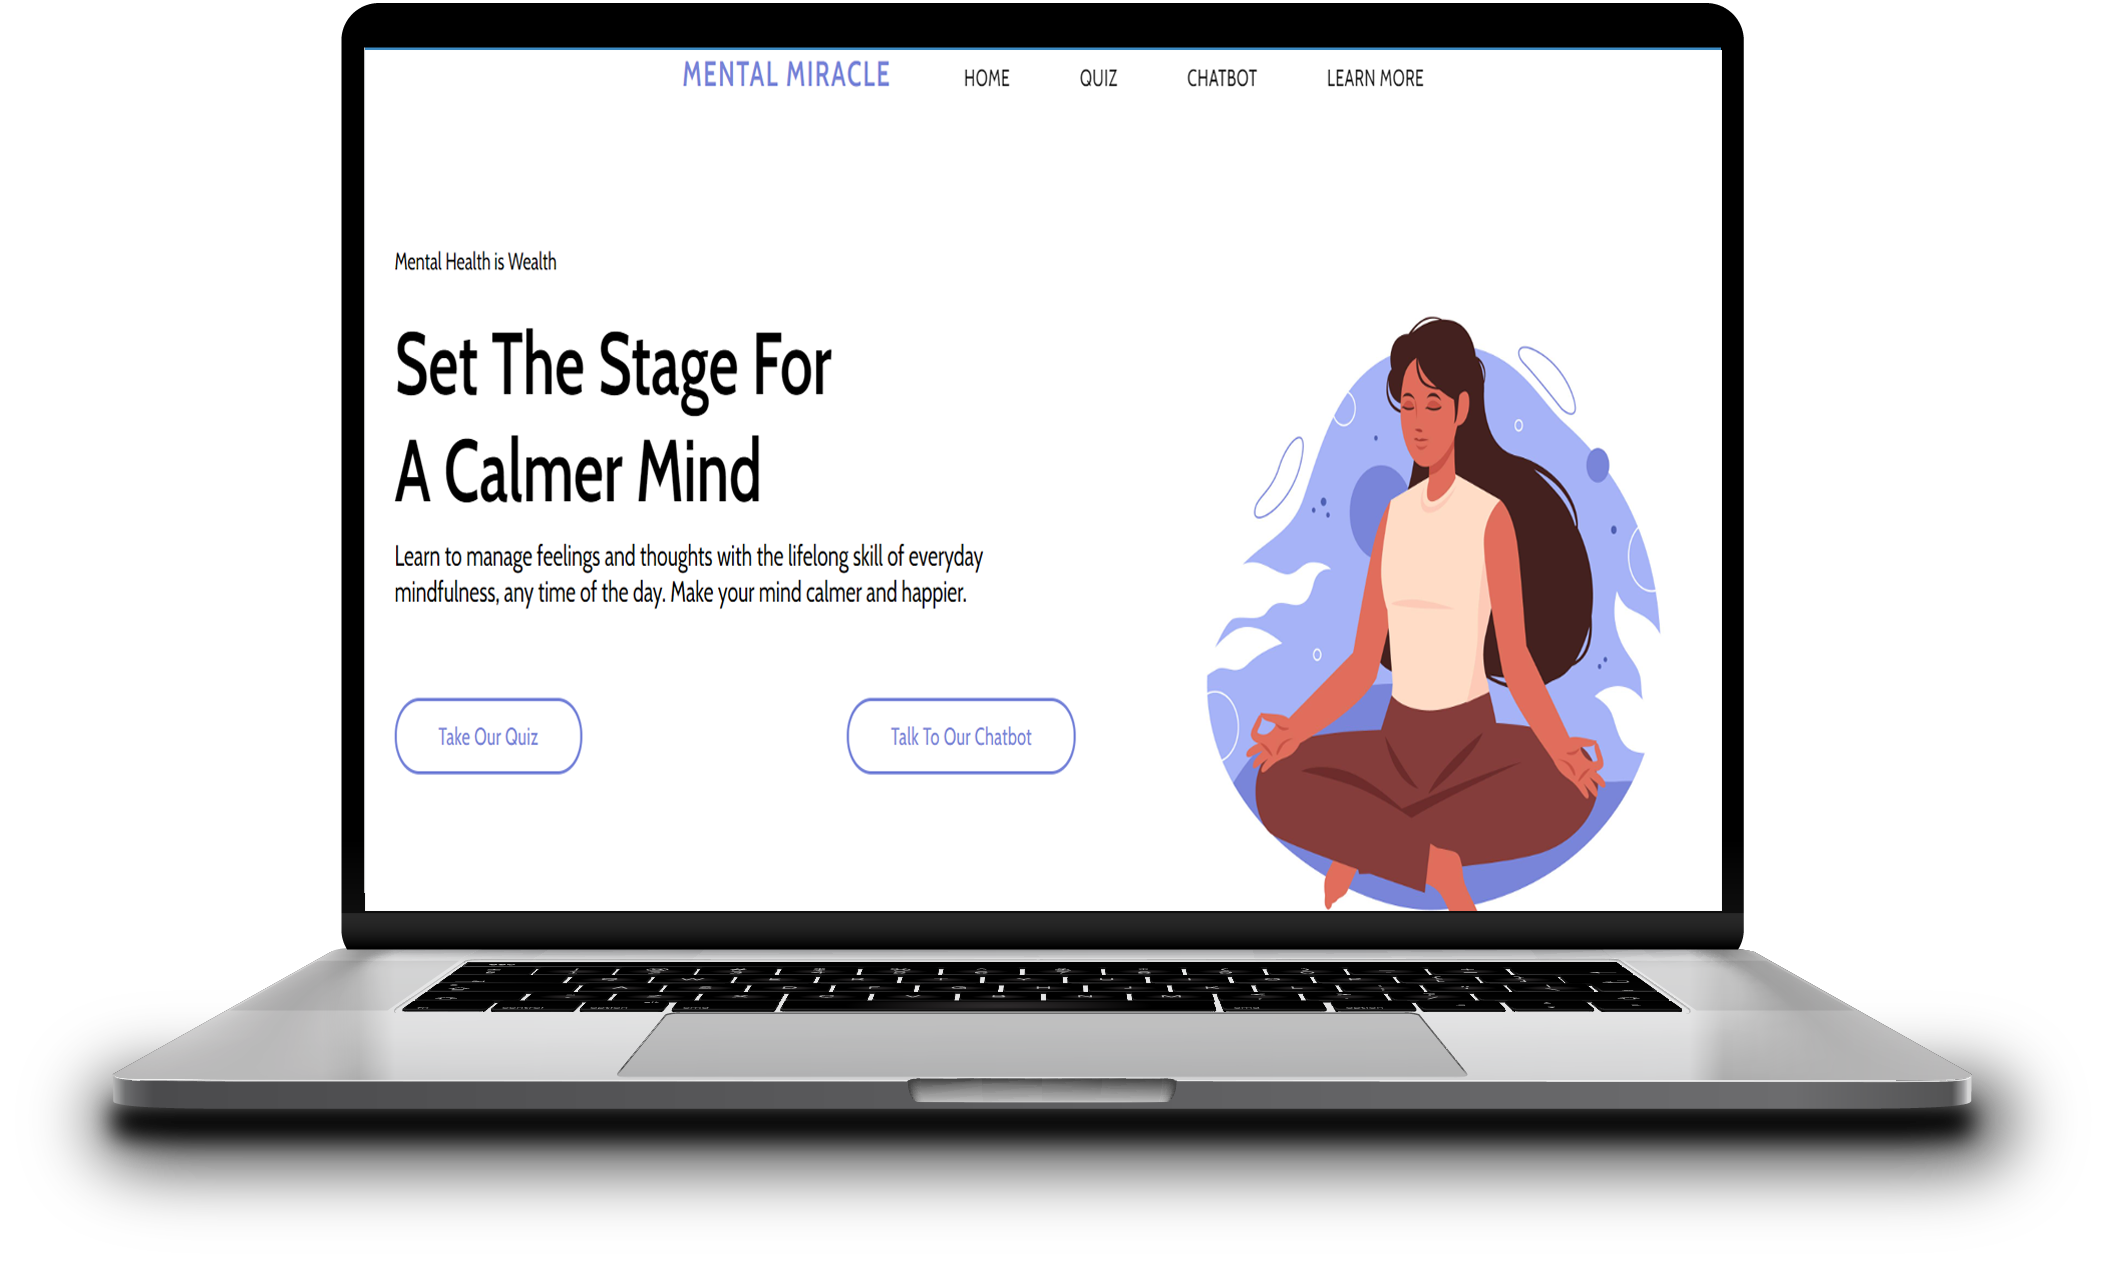 MENTAL MIRACLE HOME QUIZ CHATBOT LEARN MORE
Mental Health is Wealth
Set The Stage For
A Calmer Mind
Learn to manage feelings and thoughts with the lifelong skill of everyday
mindfulness, any time of the day. Make your mind calmer and happier.
Take Our Quiz Talk To Our Chatbot